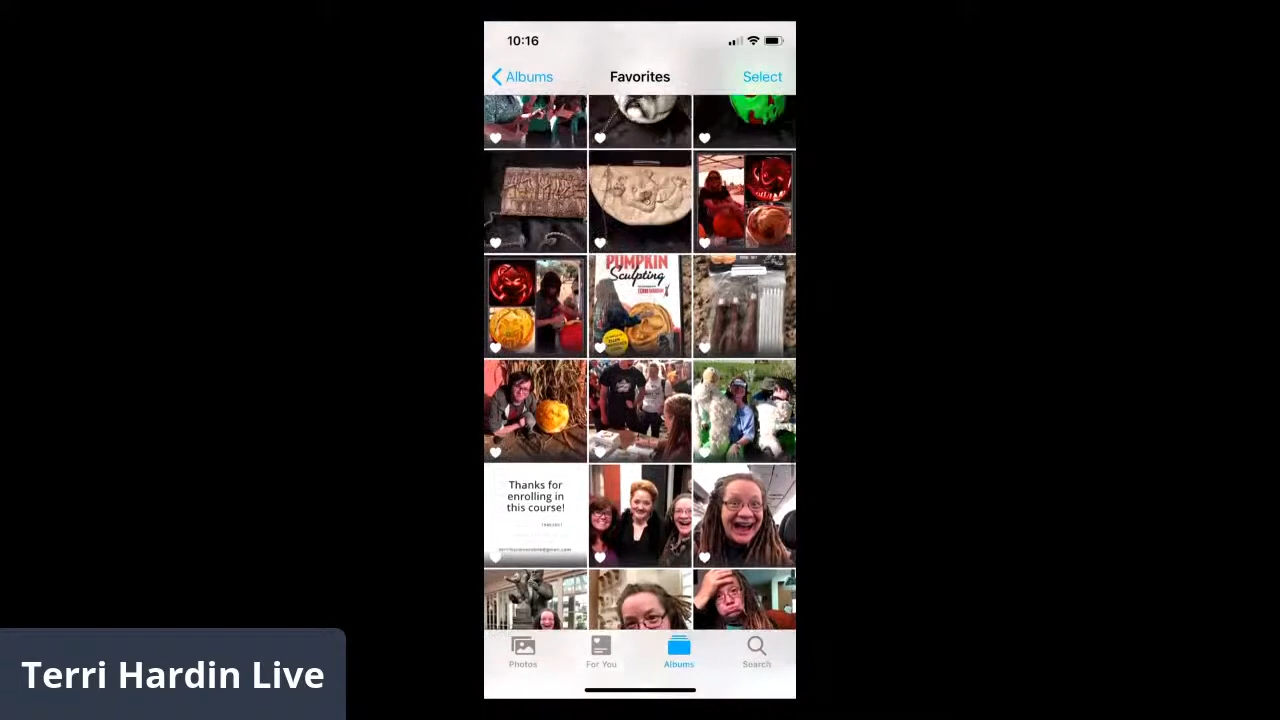 10:16
Albums
Favorites
Select
PUMPKIN
Sculpting
Thanks for
enrolling in
this course!
Photos
For You
Albums
Search
Terri Hardin Live